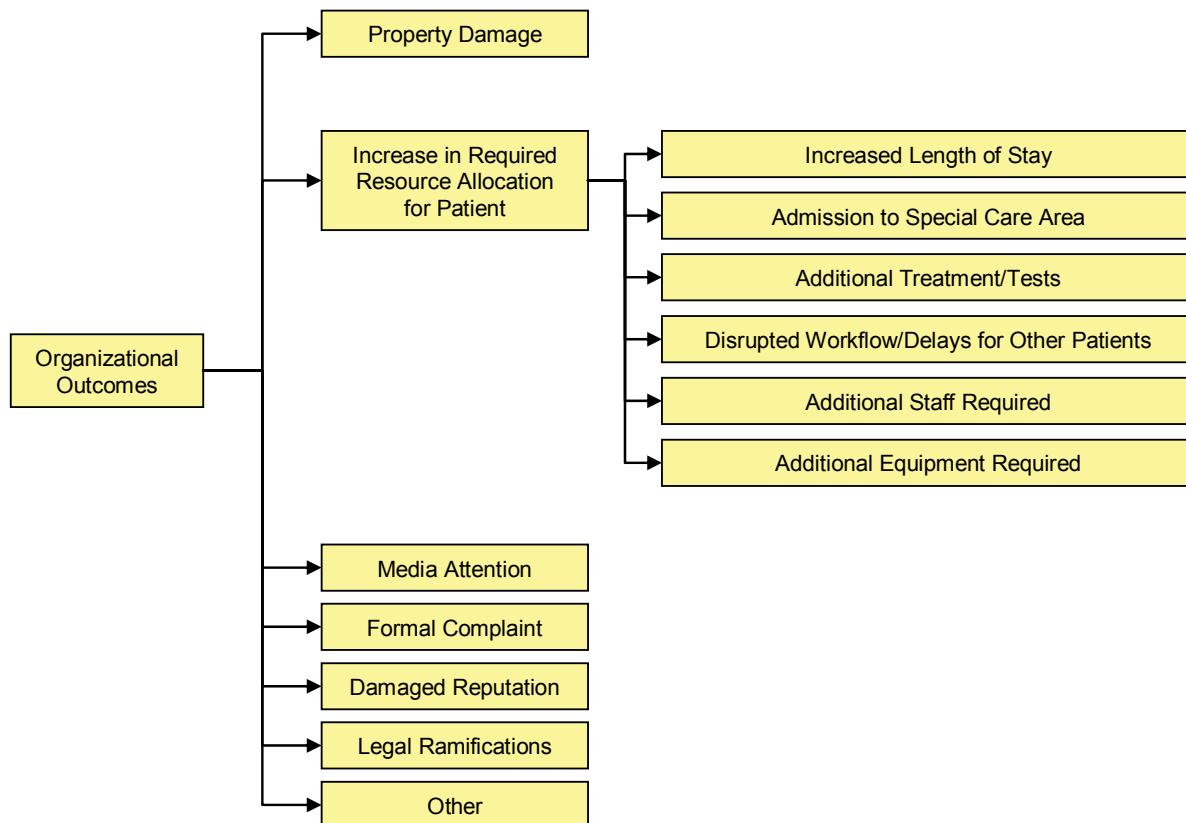 Property Damage
Increase in Required
Resource Allocation
for Patient
Increased Length of Stay
Admission to Special Care Area
Additional Treatment/Tests
Disrupted Workflow/Delays for Other Patients
Additional Staff Required
Additional Equipment Required
Organizational
Outcomes
Media Attention
Formal Complaint
Damaged Reputation
Legal Ramifications
Other